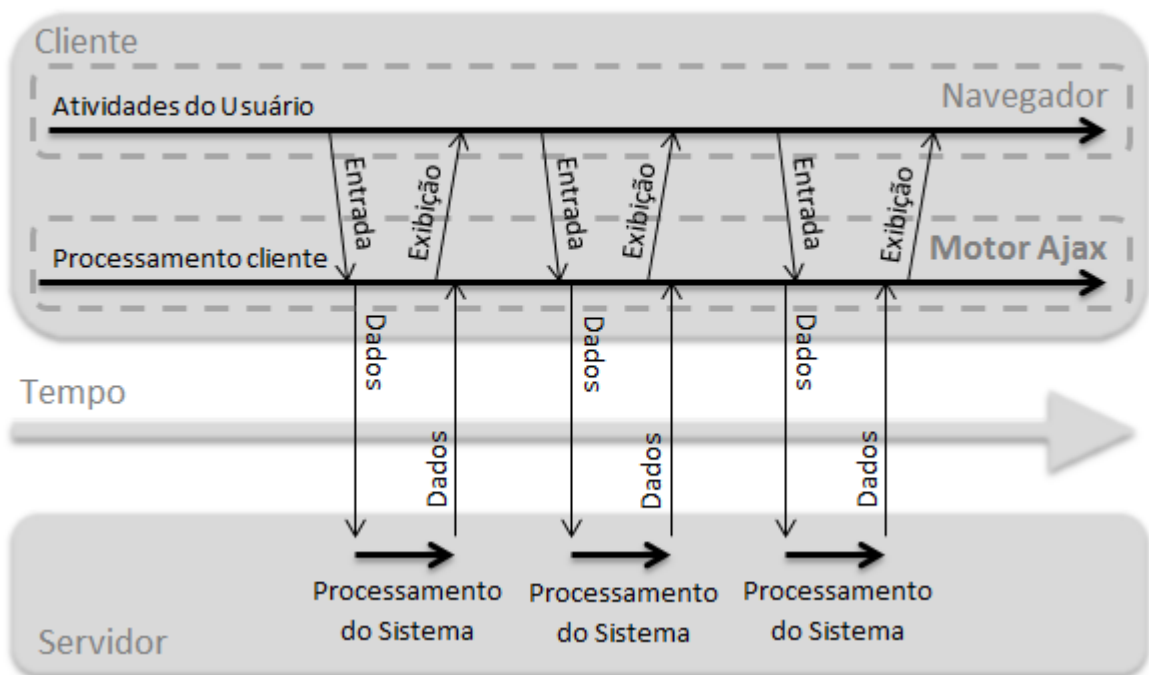 Cliente
Navegador
Atividades do Usuário
Entrada
Exibição
Entrada
Exibição
Entrada
Exibição
Motor Ajax
Processamento cliente
Dados
Dados
Dados
Tempo
Dados
Dados
Dados
Processamento
do Sistema
Processamento
do Sistema
Processamento
do Sistema
Servidor